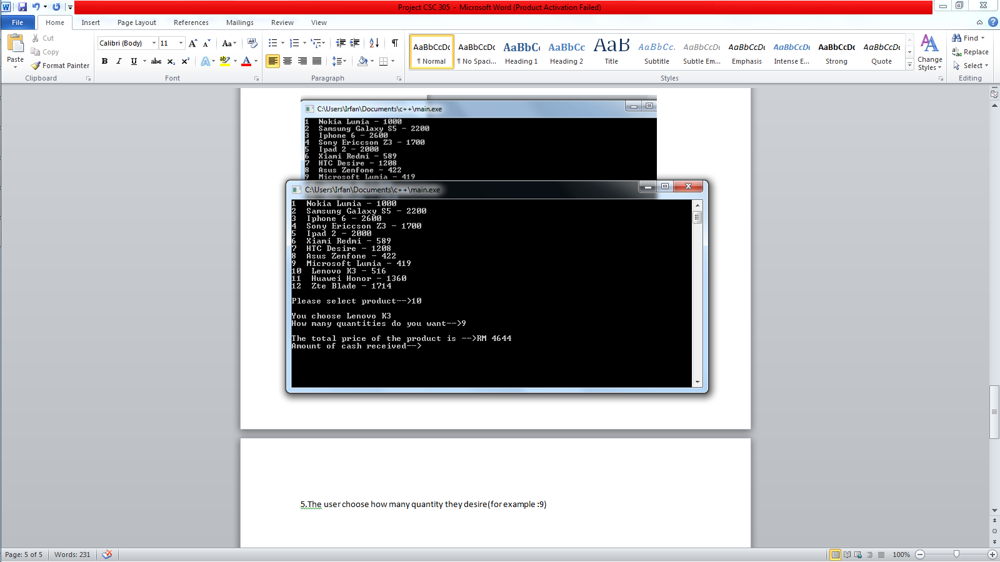 Project CSC 305 - Microsoft Word (Product Activation Failed)
File Home Insert Page Layout References Mailings Review View
Paste
Cut
Copy
Format Painter
Clipboard
Calibri (Body) 11
Font
Paragraph
AaBbCcDc AaBbCcDc AaBbCc AaBbCc AaB AaBbCc. AaBbCcDc AaBbCcDc AaBbCcDc AaBbCcDc AaBbCcDc
¶ Normal ¶ No Spaci... Heading 1 Heading 2 Title Subtitle Subtle Em... Emphasis Intense E... Strong Quote
Change Styles
Styles
Find
Replace
Select
Editing
C:\Users\Irfan\Documents\c++\main.exe
1 Nokia Lumia - 1000
2 Samsung Galaxy S5 - 2200
3 Iphone 6 - 2600
4 Sony Ericcson Z3 - 1700
5 Ipad 2 - 2000
6 Xiami Redmi - 589
7 HTC Desire - 1208
8 Asus Zenfone - 422
9 Microsoft Lumia - 419
C:\Users\Irfan\Documents\c++\main.exe
1 Nokia Lumia - 1000
2 Samsung Galaxy S5 - 2200
3 Iphone 6 - 2600
4 Sony Ericcson Z3 - 1700
5 Ipad 2 - 2000
6 Xiami Redmi - 589
7 HTC Desire - 1208
8 Asus Zenfone - 422
9 Microsoft Lumia - 419
10 Lenovo K3 - 516
11 Huawei Honor - 1360
12 Zte Blade - 1714
Please select product-->10
You choose Lenovo K3
How many quantities do you want-->9
The total price of the product is -->RM 4644
Amount of cash received-->
5.The user choose how many quantity they desire(for example :9)
Page: 5 of 5 Words: 231 100%